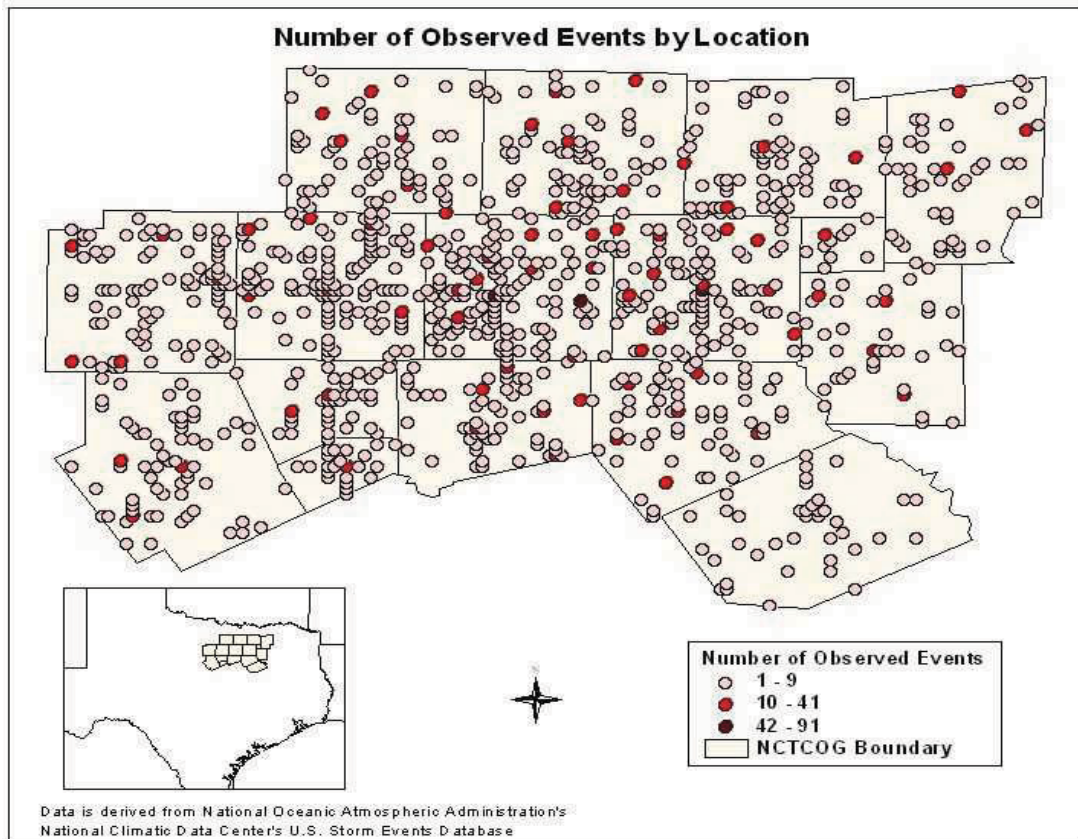 Number of Observed Events by Location
Number of Observed Events
1 - 9
10 - 41
42 - 91
NCTCOG Boundary
Data is derived from National Oceanic Atmospheric Administration's
National Climatic Data Center's U.S. Storm Events Database